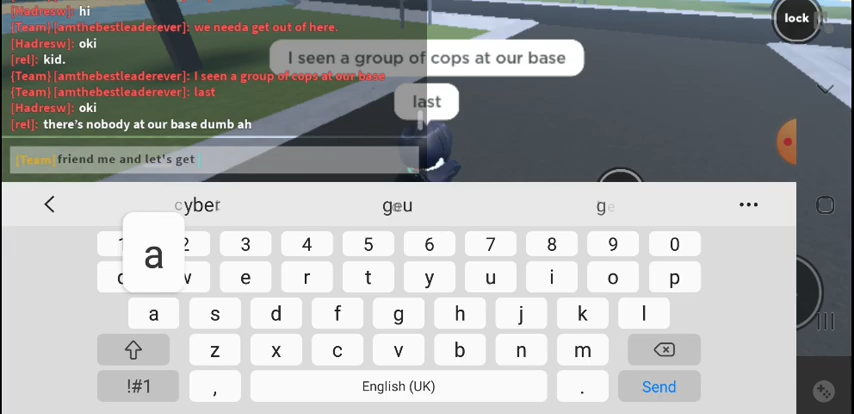 [Hadresw]: hi
{Team} [amthebestleaderever]: we needa get out of here.
[Hadresw]: oki
[rel]: kid.
{Team} [amthebestleaderever]: I seen a group of cops at our base
{Team} [amthebestleaderever]: last
[Hadresw]: oki
[rel]: there's nobody at our base dumb ah
[Team] friend me and let's get
I seen a group of cops at our base
last
lock
a
1 2 3 4 5 6 7 8 9 0
q w e r t y u i o p
a s d f g h j k l
z x c v b n m
!#1 , English (UK) . Send